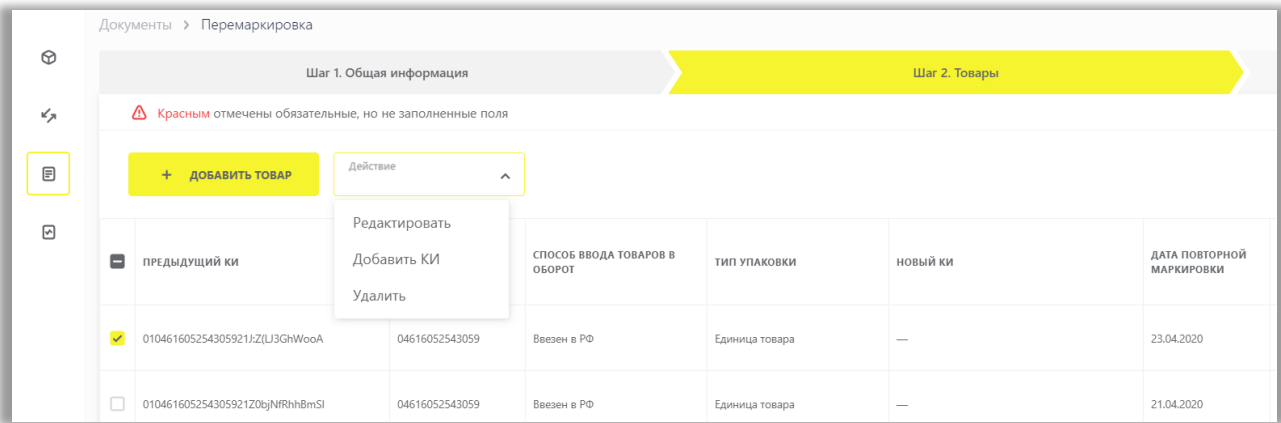 Документы > Перемаркировка
Шаг 1. Общая информация
Шаг 2. Товары
Красным отмечены обязательные, но не заполненные поля
+ ДОБАВИТЬ ТОВАР
Действие
Редактировать
Добавить КИ
Удалить
ПРЕДЫДУЩИЙ КИ
СПОСОБ ВВОДА ТОВАРОВ В
ОБОРОТ
ТИП УПАКОВКИ
НОВЫЙ КИ
ДАТА ПОВТОРНОЙ
МАРКИРОВКИ
010461605254305921J:Z(LJ3GhWooA 04616052543059 Ввезен в РФ Единица товара — 23.04.2020
010461605254305921Z0bjNfRhhBmSI 04616052543059 Ввезен в РФ Единица товара — 21.04.2020